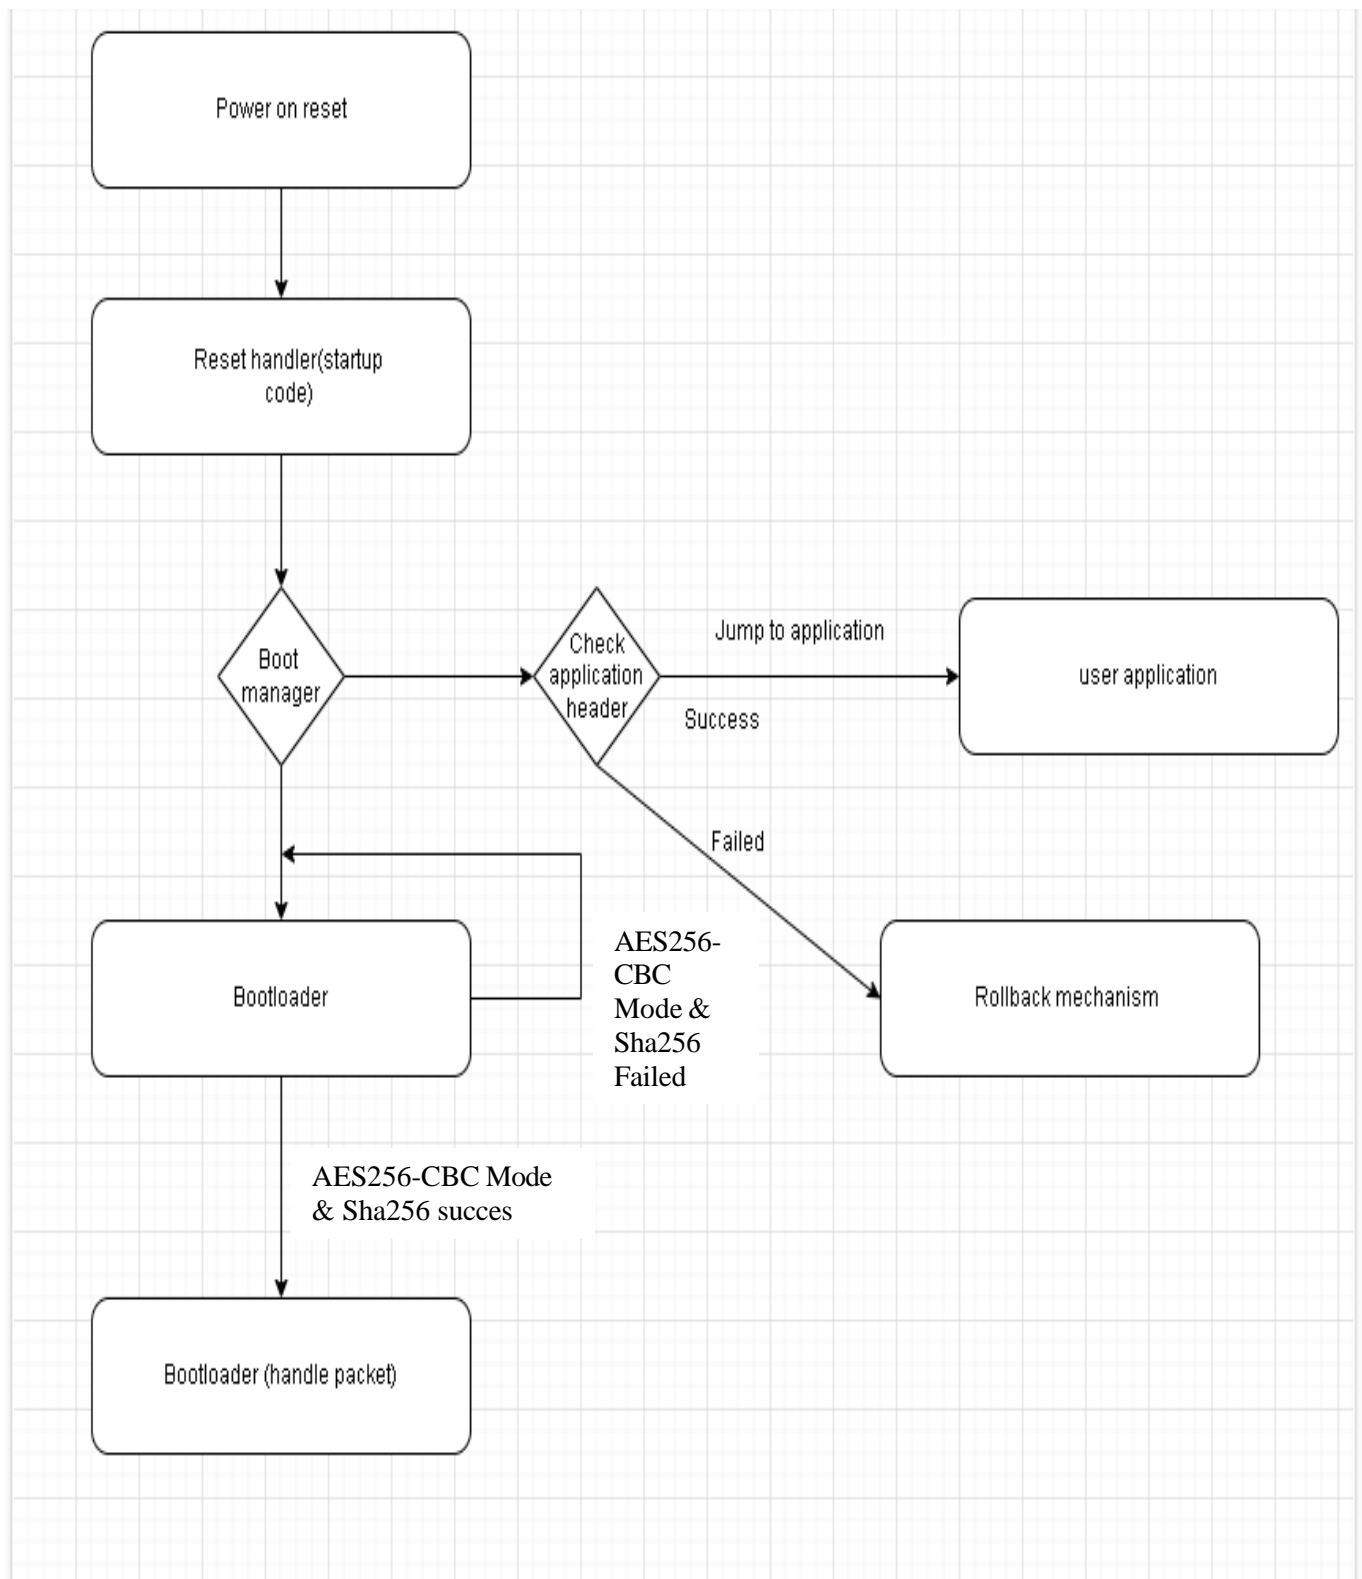 Power on reset
Reset handler(startup
code)
Boot
manager
Check
application
header
Jump to application
Success
user application
Failed
AES256-
CBC
Mode &
Sha256
Failed
Bootloader
Rollback mechanism
AES256-CBC Mode
& Sha256 succes
Bootloader (handle packet)